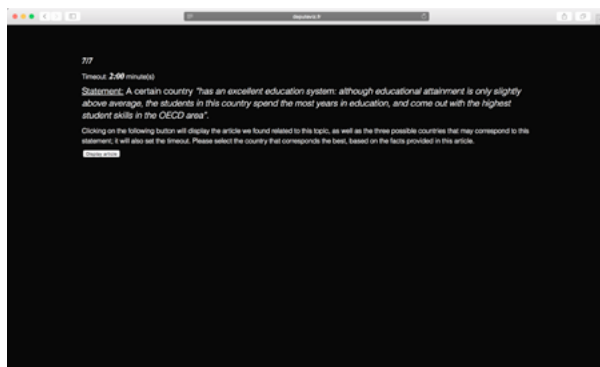 7/7
Timeout: 2:00 minute(s)
Statement: A certain country "has an excellent education system: although educational attainment is only slightly
above average, the students in this country spend the most years in education, and come out with the highest
student skills in the OECD area".
Clicking on the following button will display the article we found related to this topic, as well as the three possible countries that may correspond to this
statement; it will also set the timeout. Please select the country that corresponds the best, based on the facts provided in this article.
Display article